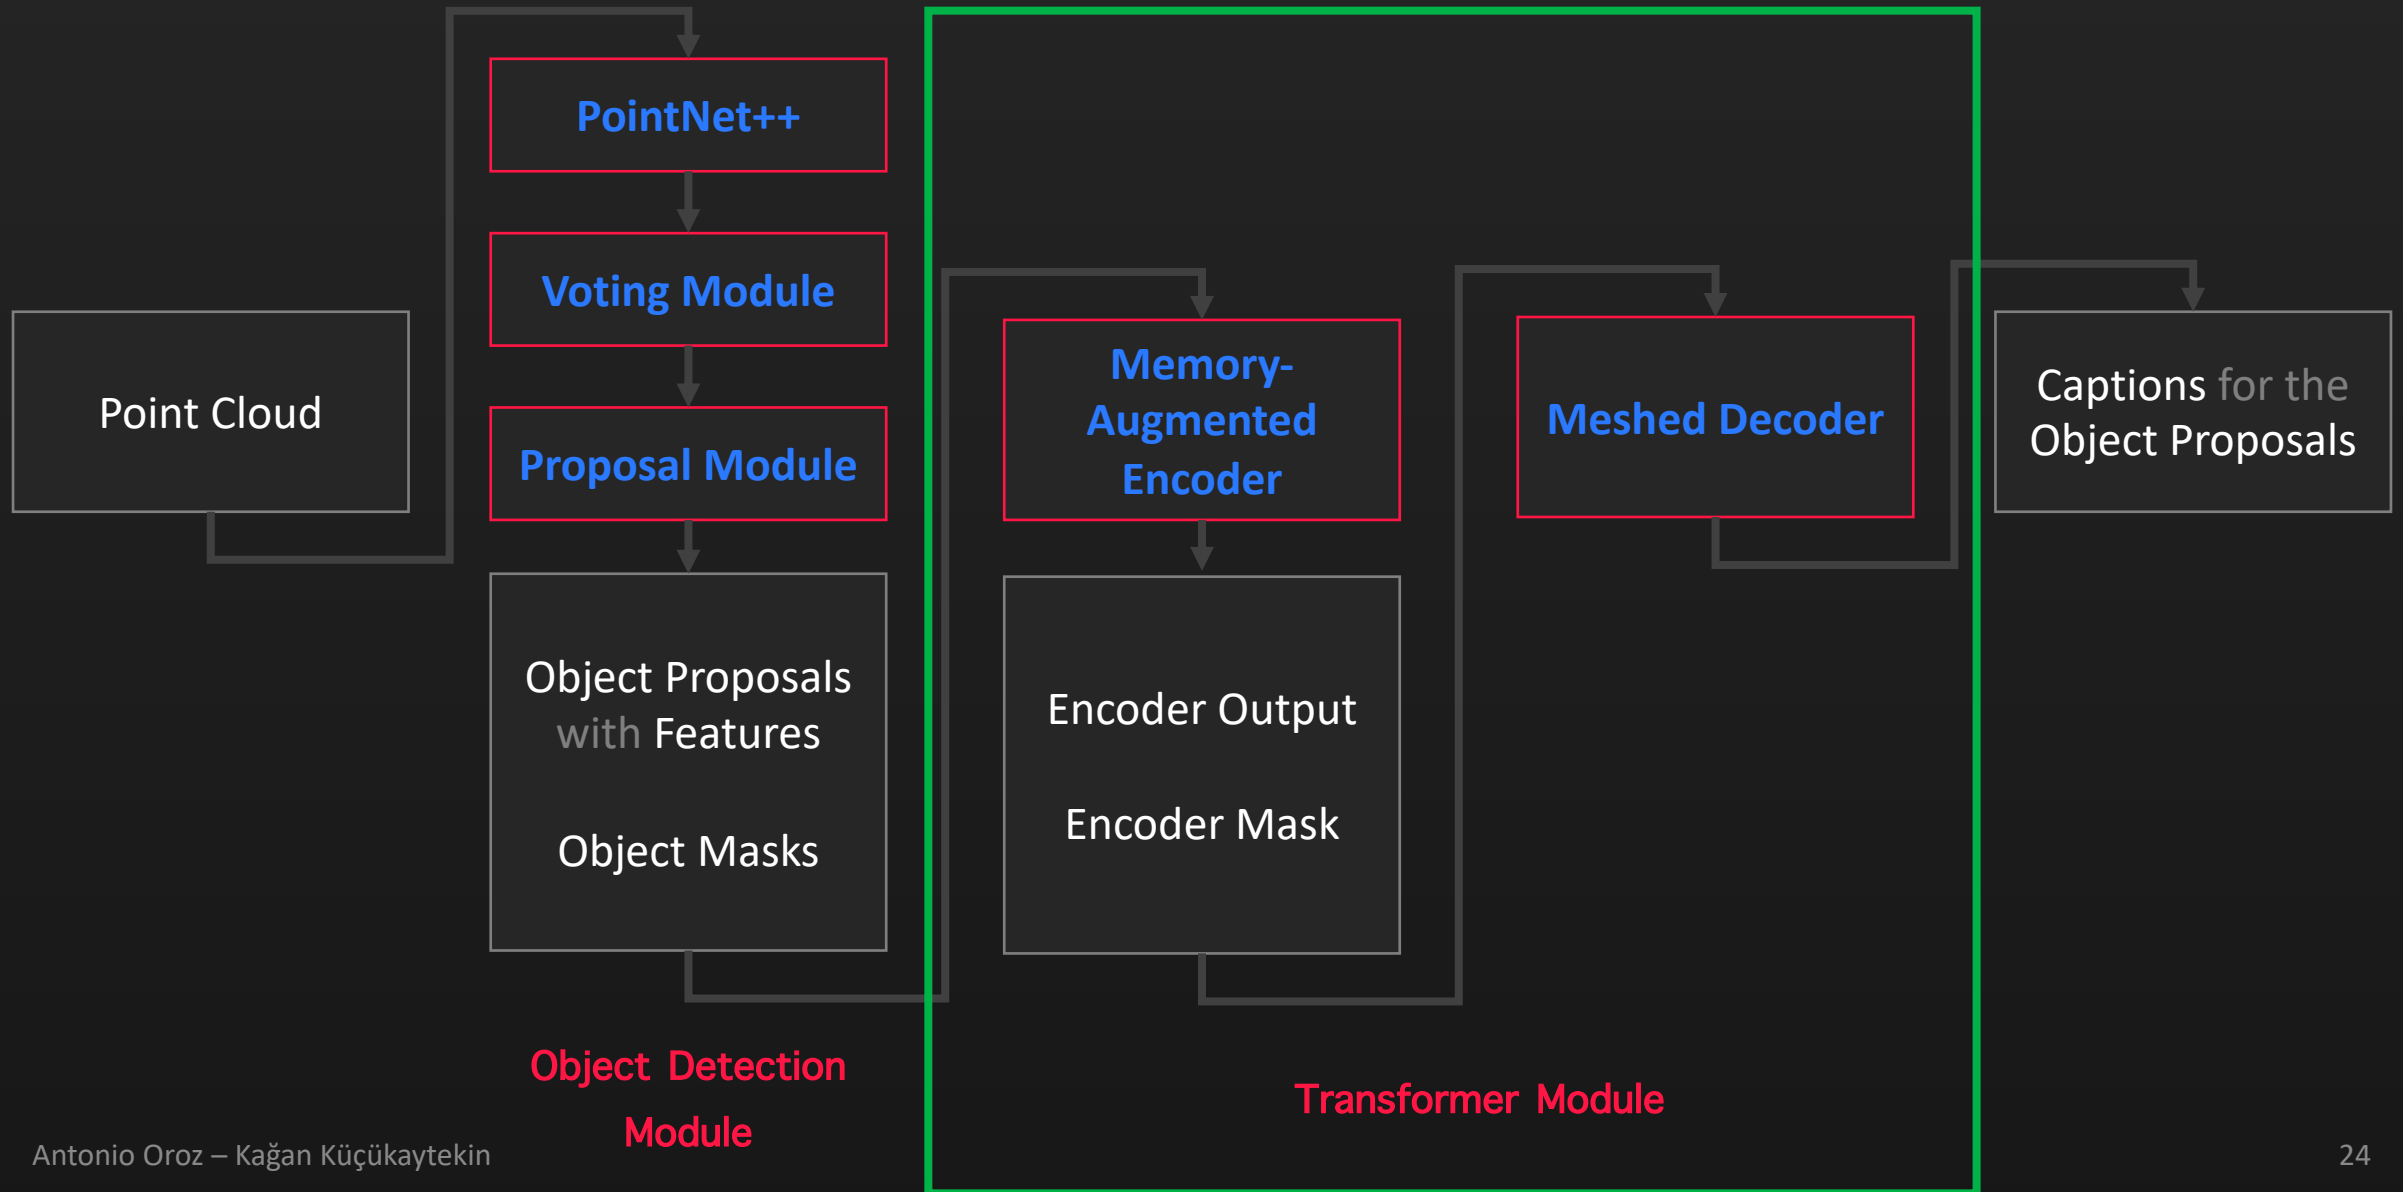 Point Cloud
PointNet++
Voting Module
Proposal Module
Object Proposals
with Features
Object Masks
Object Detection
Module
Memory-
Augmented
Encoder
Encoder Output
Encoder Mask
Meshed Decoder
Transformer Module
Captions for the
Object Proposals
Antonio Oroz – Kağan Küçükaytekin
24